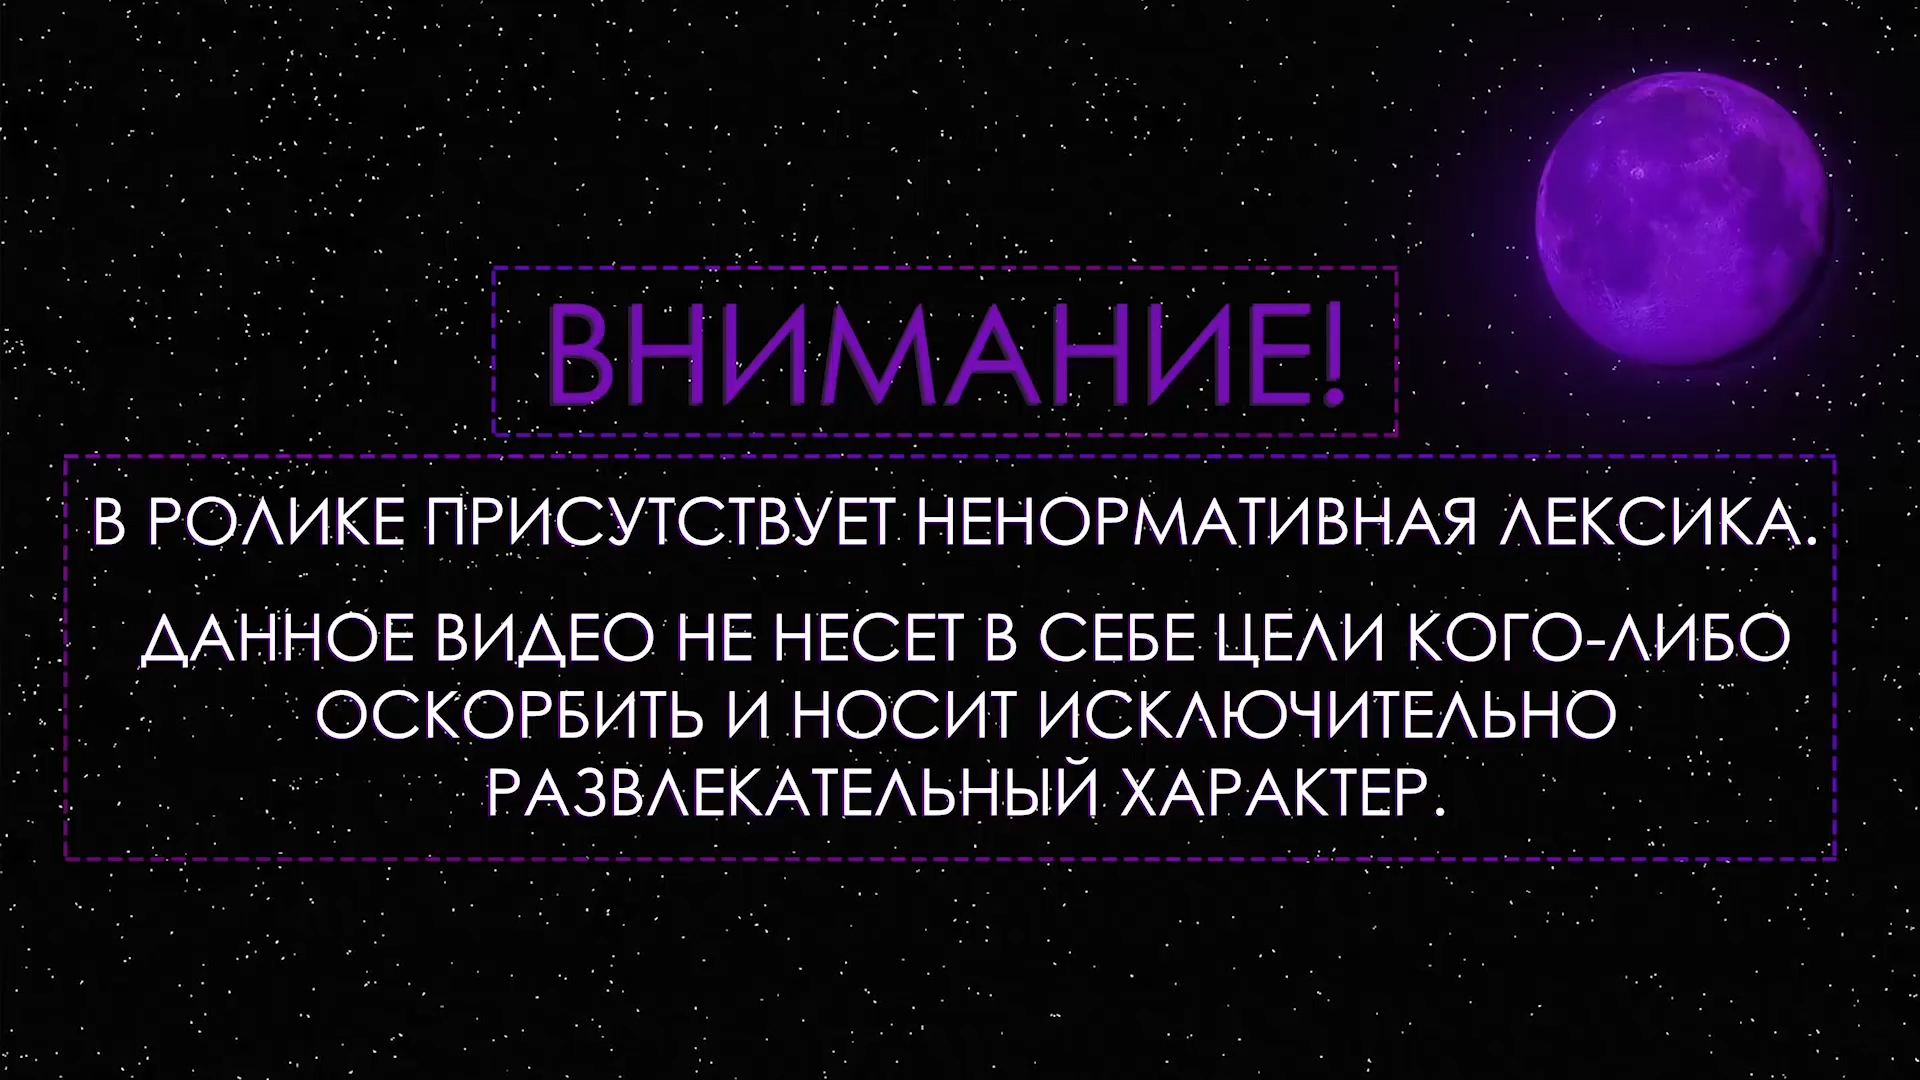 ВНИМАНИЕ!
В РОЛИКЕ ПРИСУТСТВУЕТ НЕНОРМАТИВНАЯ ЛЕКСИКА.
ДАННОЕ ВИДЕО НЕ НЕСЕТ В СЕБЕ ЦЕЛИ КОГО-ЛИБО
ОСКОРБИТЬ И НОСИТ ИСКЛЮЧИТЕЛЬНО
РАЗВЛЕКАТЕЛЬНЫЙ ХАРАКТЕР.